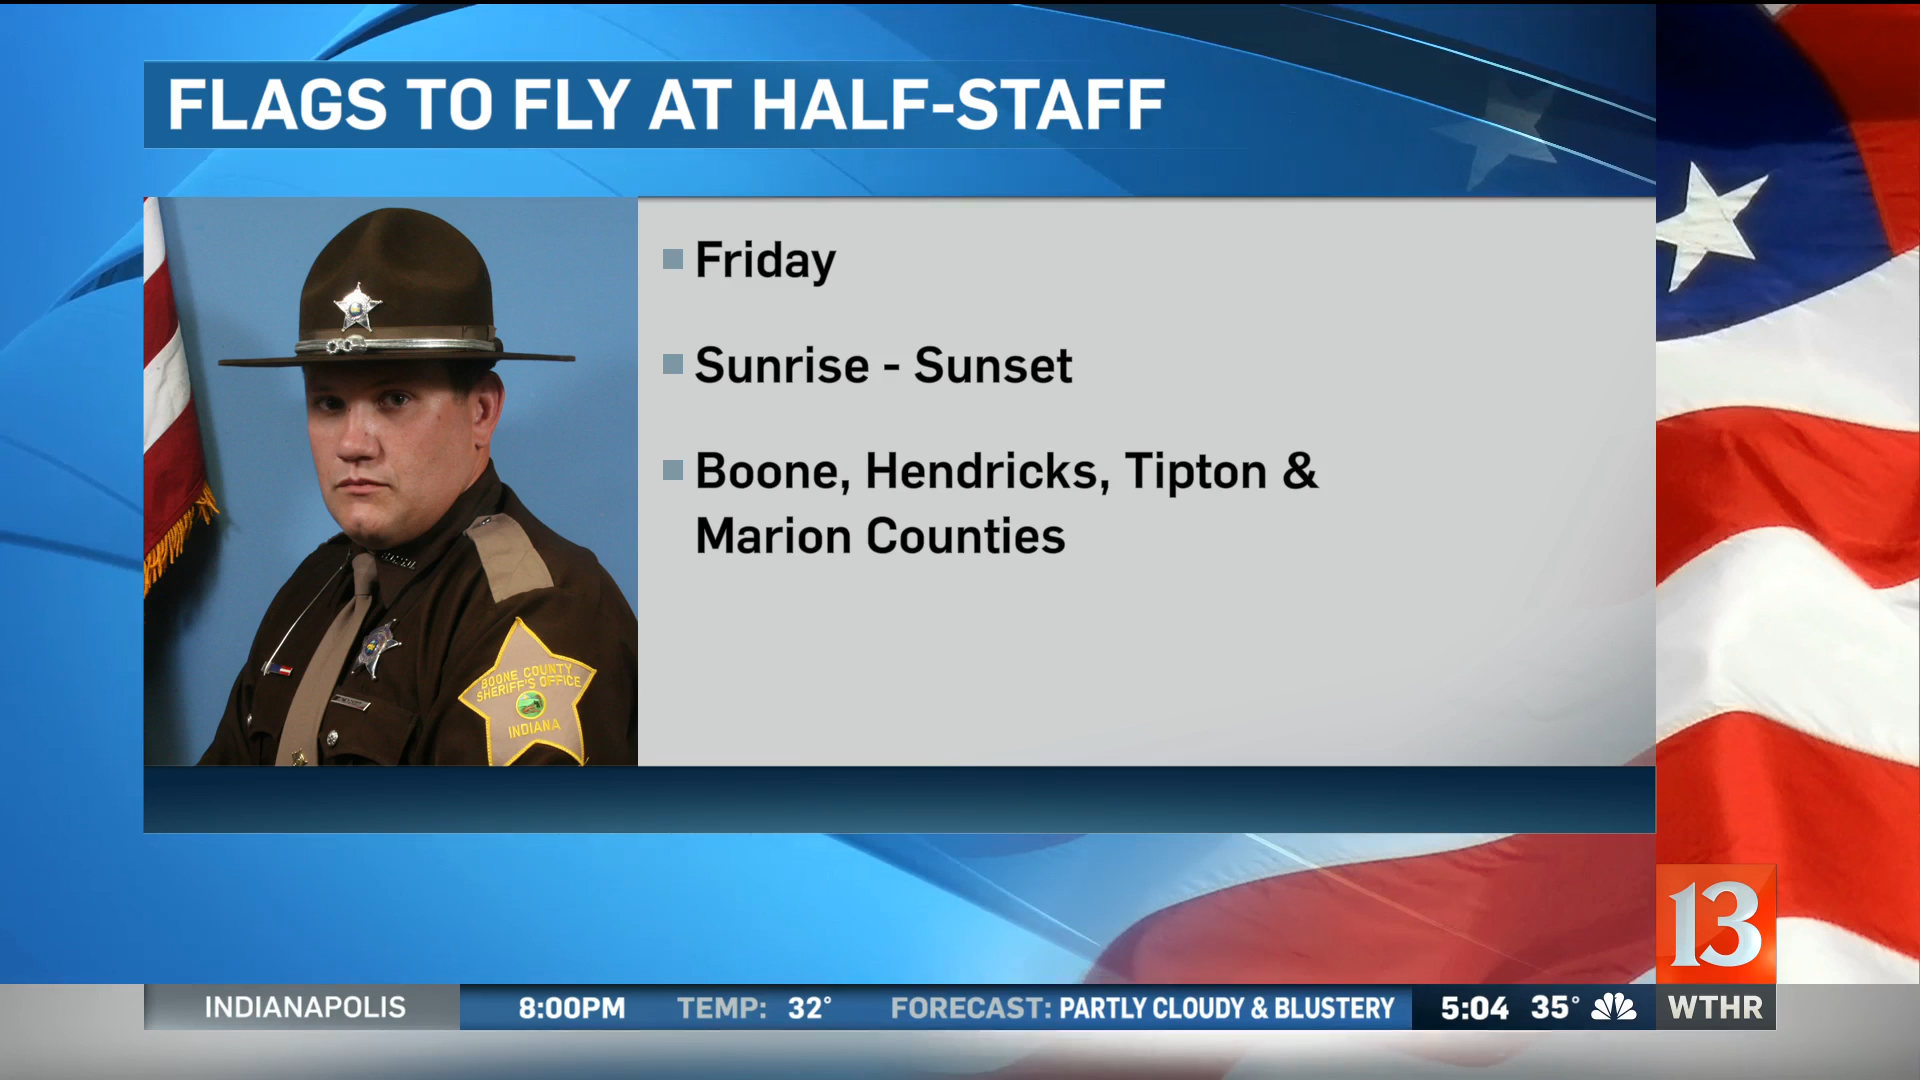 FLAGS TO FLY AT HALF-STAFF
Friday
Sunrise - Sunset
Boone, Hendricks, Tipton &
Marion Counties
BOONE COUNTY
SHERIFF'S OFFICE
INDIANA
13
INDIANAPOLIS 8:00PM TEMP: 32° FORECAST: PARTLY CLOUDY & BLUSTERY 5:04 35° WTHR